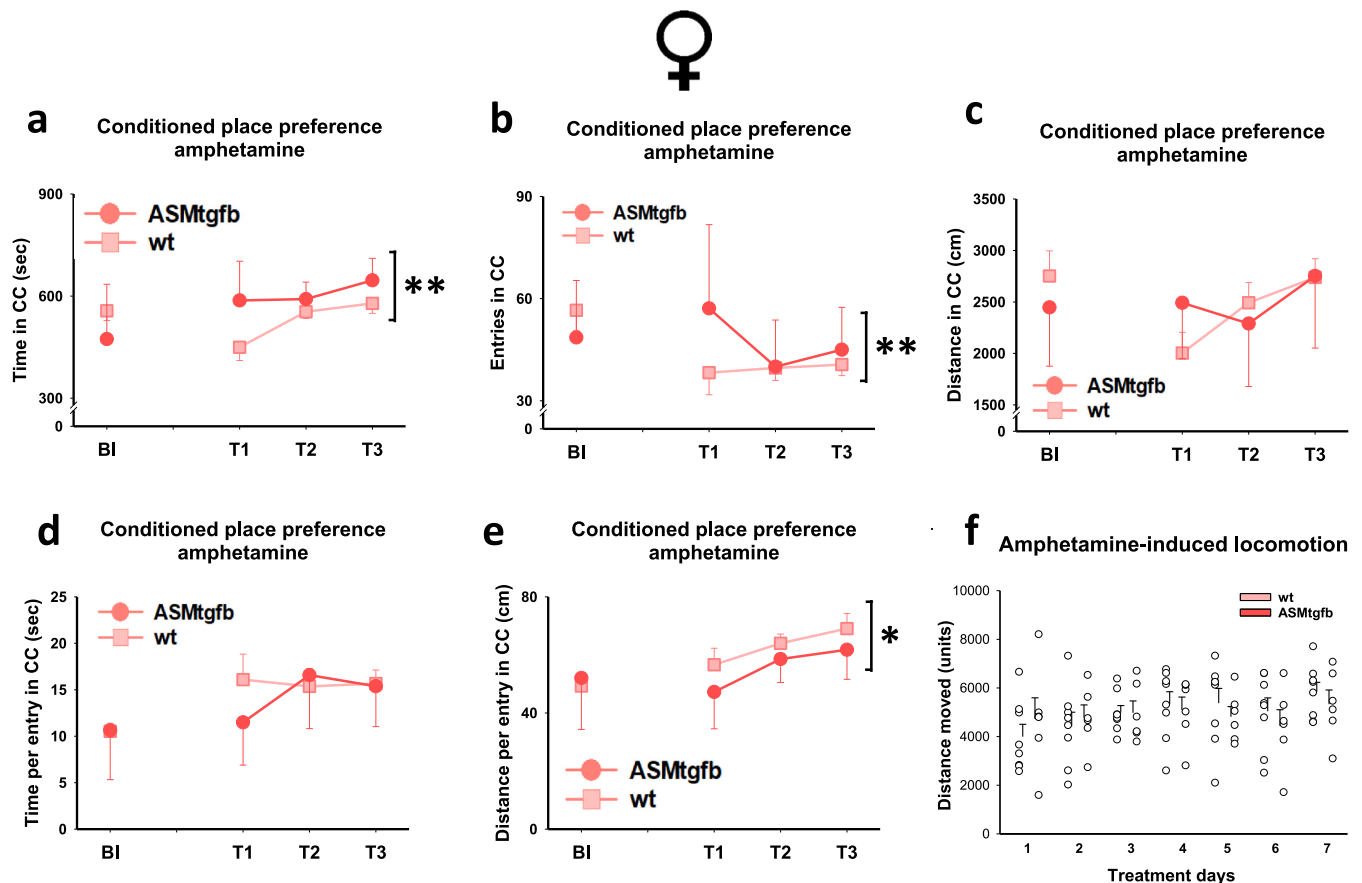 a
Conditioned place preference
amphetamine
Time in CC (sec)
900
600
300
0
ASMtgfb
wt
**
BI
T1
T2
T3
b
Conditioned place preference
amphetamine
Entries in CC
90
60
30
0
ASMtgfb
wt
**
BI
T1
T2
T3
c
Conditioned place preference
amphetamine
Distance in CC (cm)
3500
3000
2500
2000
1500
0
ASMtgfb
wt
BI
T1
T2
T3
d
Conditioned place preference
amphetamine
Time per entry in CC (sec)
25
20
15
10
5
0
ASMtgfb
wt
BI
T1
T2
T3
e
Conditioned place preference
amphetamine
Distance per entry in CC (cm)
80
40
0
*
ASMtgfb
wt
BI
T1
T2
T3
f
Amphetamine-induced locomotion
Distance moved (units)
10000
8000
6000
4000
2000
0
wt
ASMtgfb
1
2
3
4
5
6
7
Treatment days